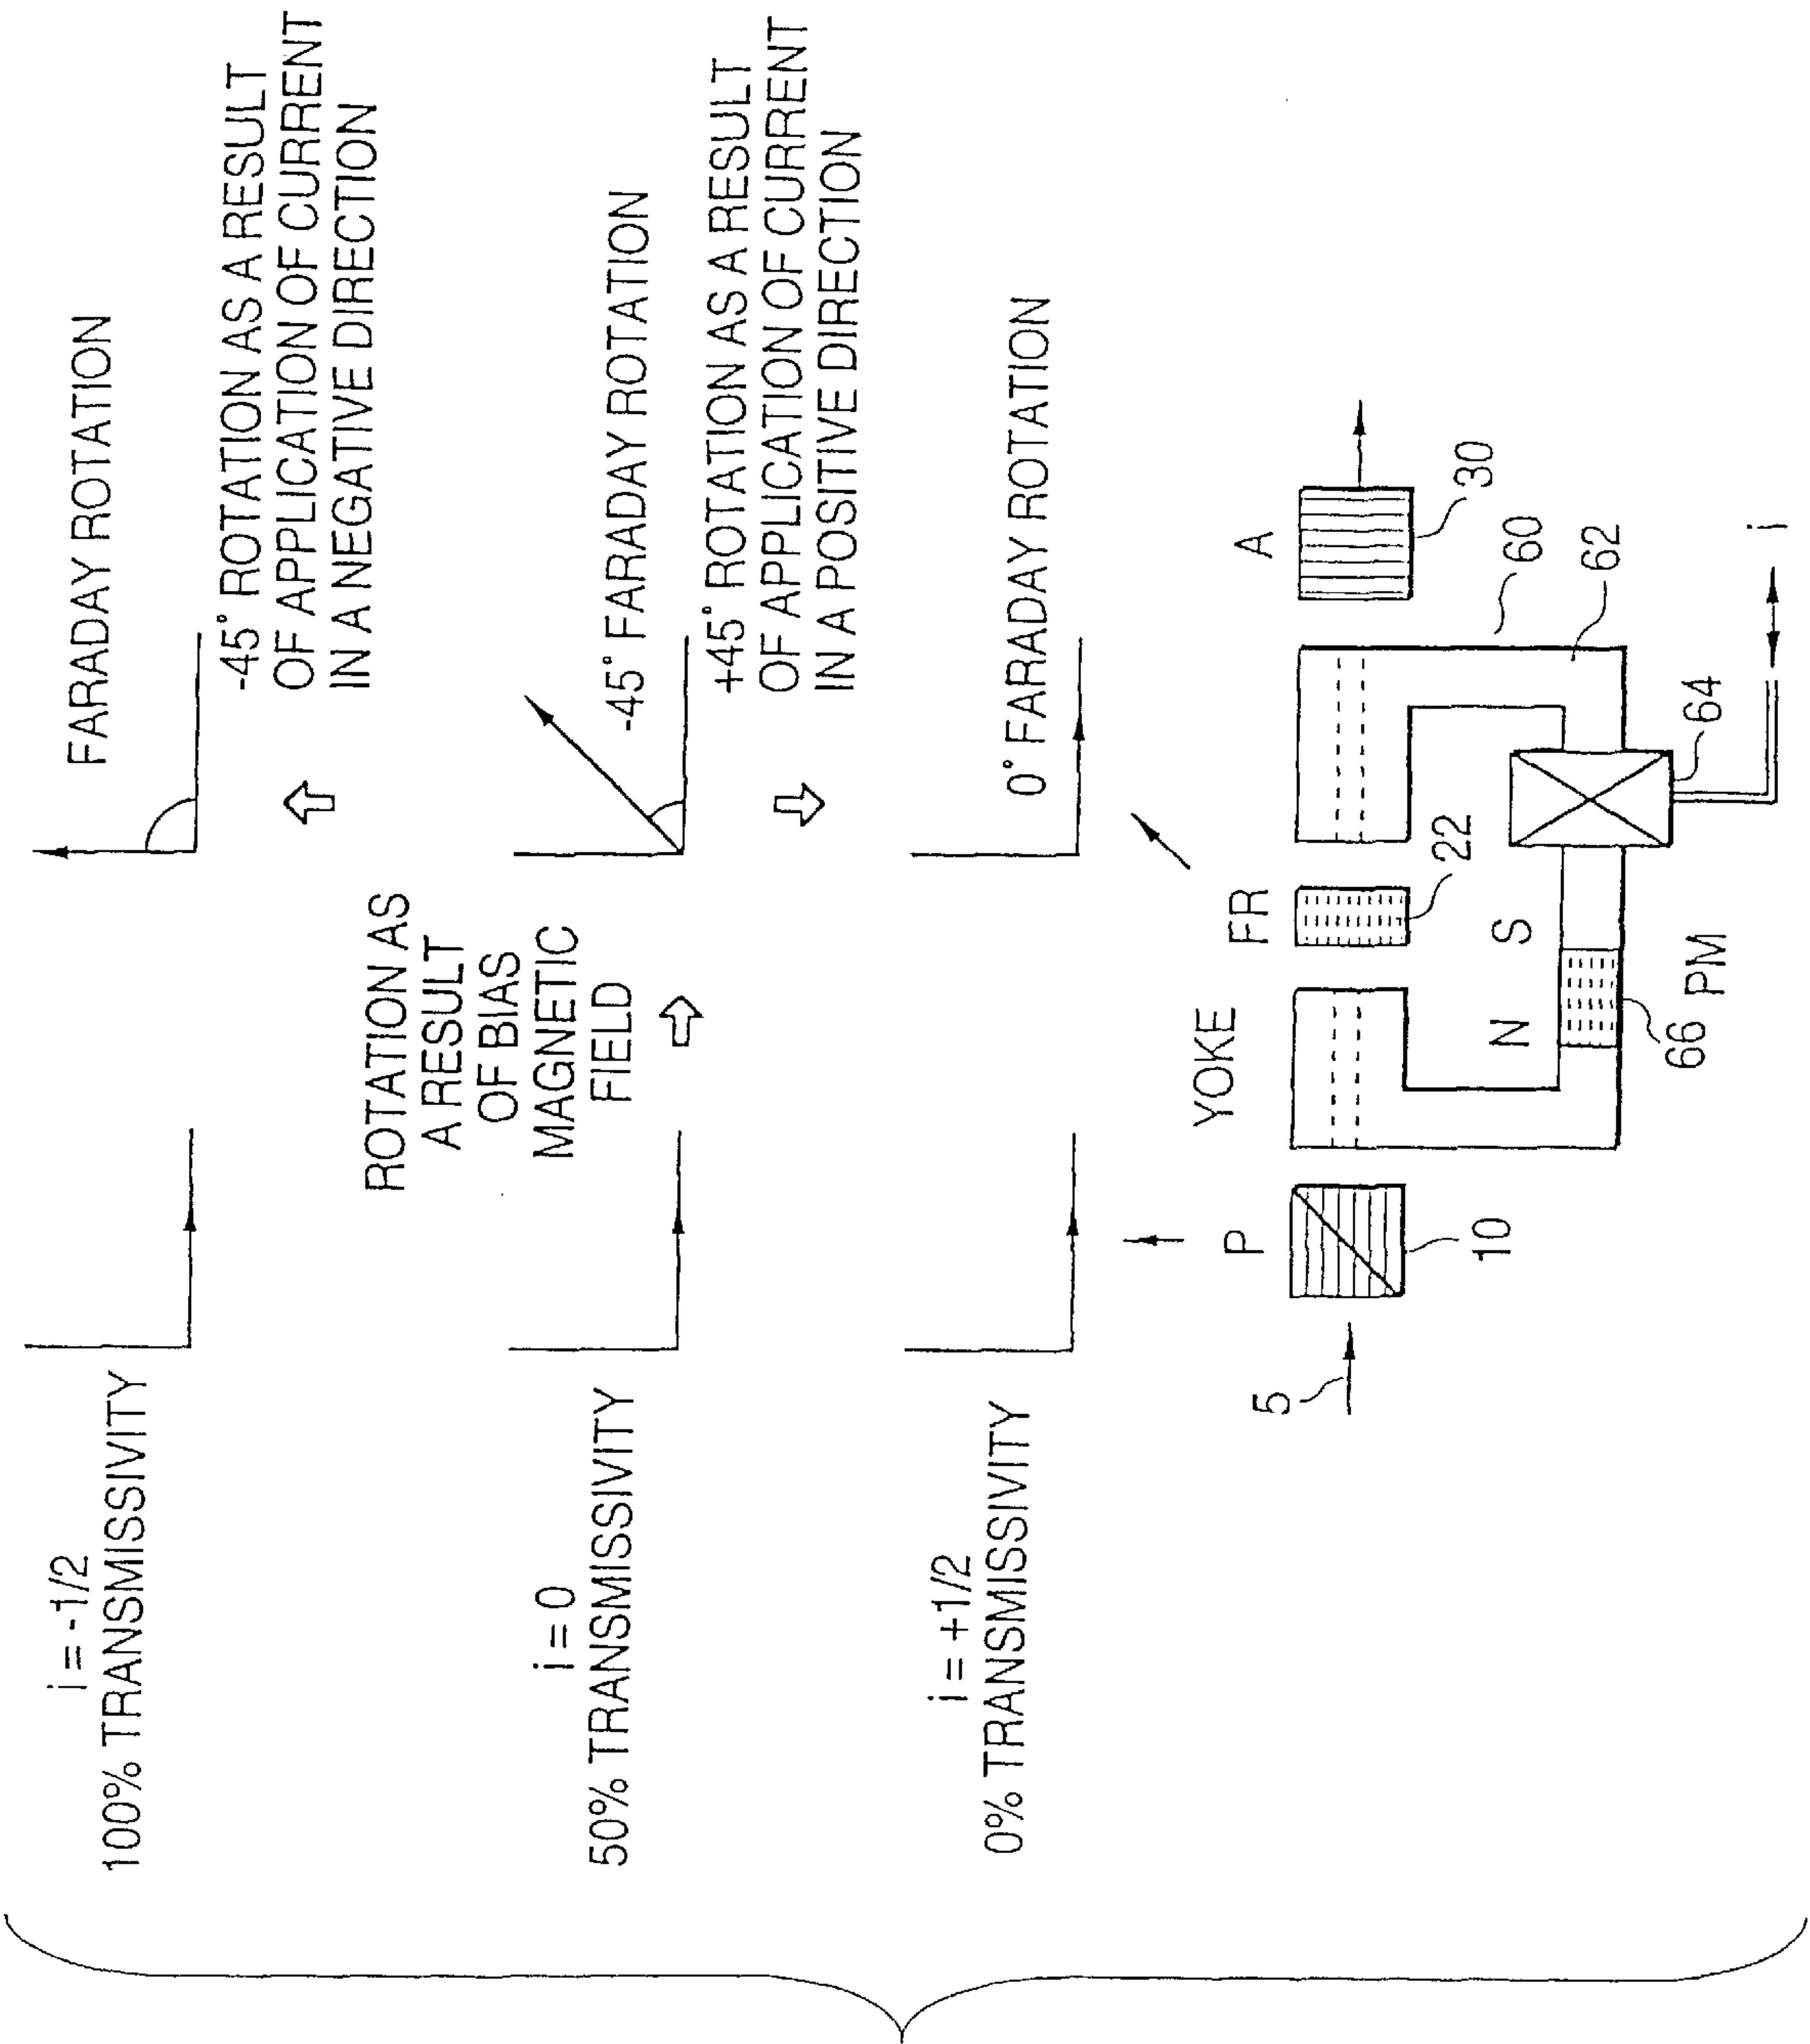 i = -1/2
100% TRANSMISSIVITY
FARADAY ROTATION
-45° ROTATION AS A RESULT
OF APPLICATION OF CURRENT
IN A NEGATIVE DIRECTION
i = 0
50% TRANSMISSIVITY
ROTATION AS
A RESULT
OF BIAS
MAGNETIC
FIELD
-45° FARADAY ROTATION
+45° ROTATION AS A RESULT
OF APPLICATION OF CURRENT
IN A POSITIVE DIRECTION
i = +1/2
0% TRANSMISSIVITY
0° FARADAY ROTATION
5
P
10
YOKE
FR
22
A
30
60
62
64
N
S
66
PM
i